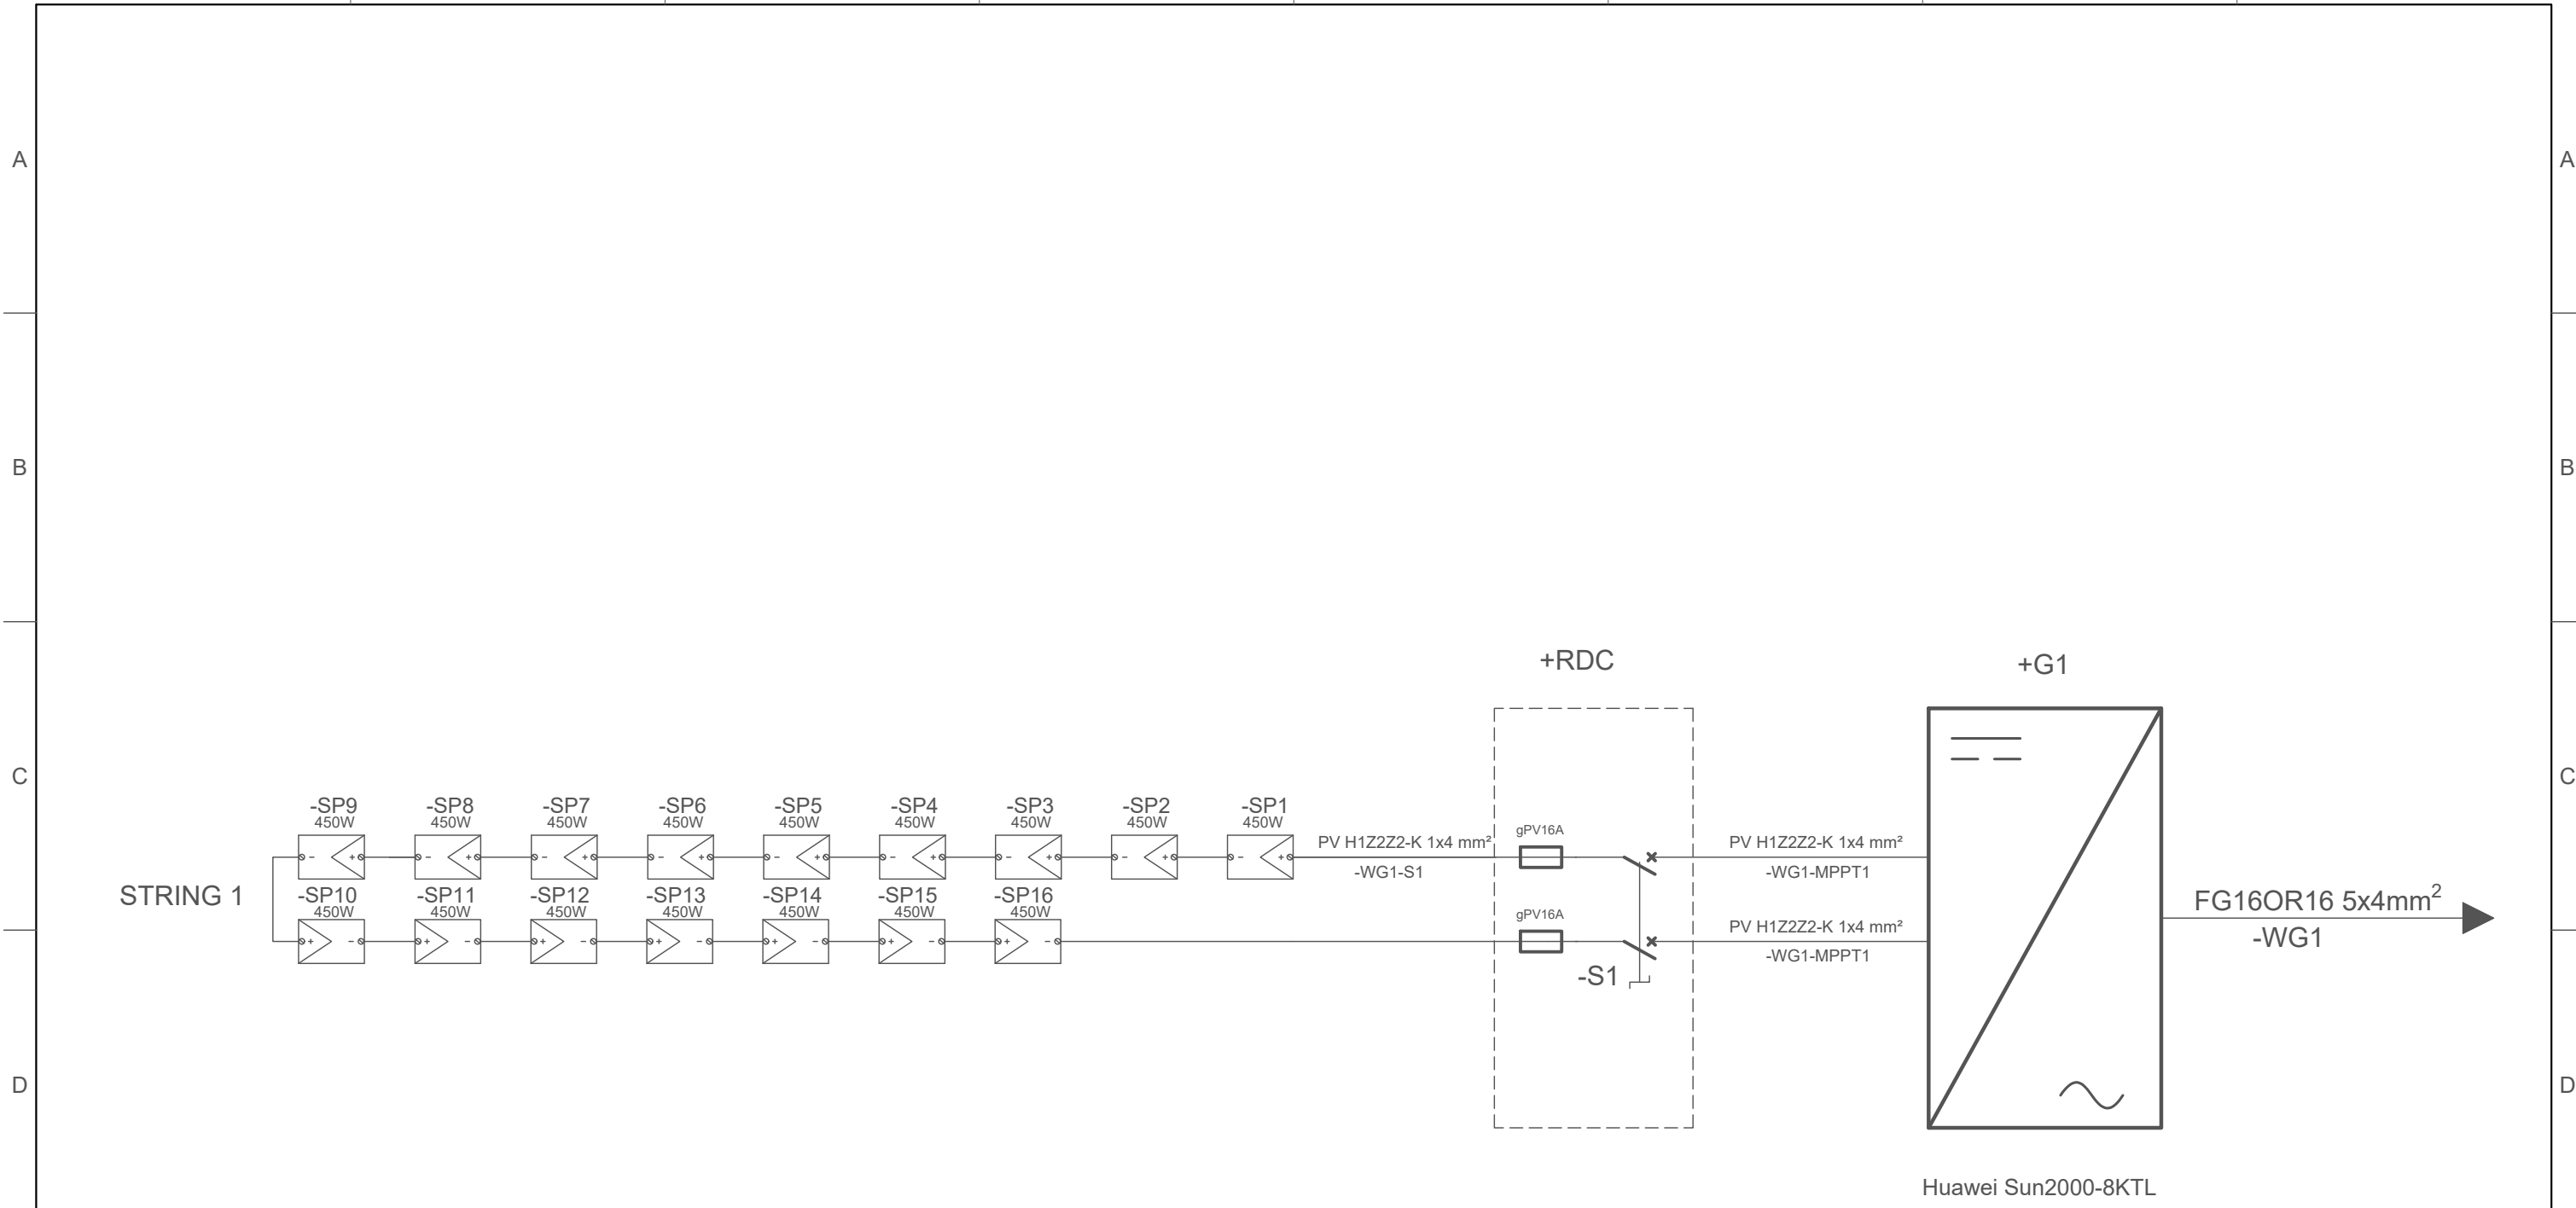 A
A
B
B
+RDC
+G1
C
C
-SP9
-SP8
-SP7
-SP6
-SP5
-SP4
-SP3
-SP2
-SP1
450W
450W
450W
450W
450W
450W
450W
450W
450W
gPV16A
PV H1Z2Z2-K 1x4 mm²
PV H1Z2Z2-K 1x4 mm²
-WG1-S1
-WG1-MPPT1
STRING 1
-SP10
-SP11
-SP12
-SP13
-SP14
-SP15
-SP16
450W
450W
450W
450W
450W
450W
450W
gPV16A
PV H1Z2Z2-K 1x4 mm²
-WG1-MPPT1
FG16OR16 5x4mm²
-WG1
-S1
D
D
Huawei Sun2000-8KTL